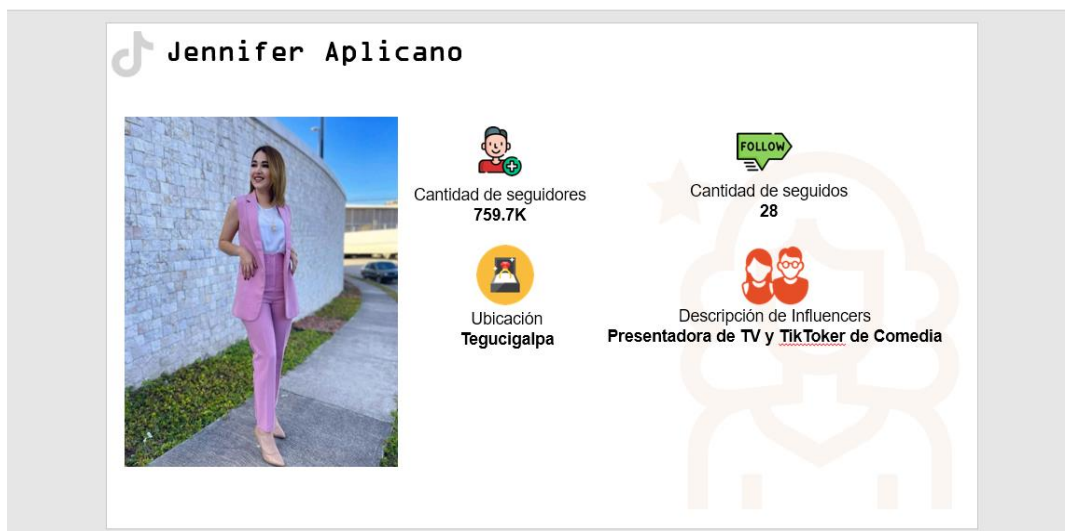 Jennifer Aplicano
Cantidad de seguidores
759.7K
FOLLOW
Cantidad de seguidos
28
Ubicación
Tegucigalpa
Descripción de Influencers
Presentadora de TV y TikToker de Comedia